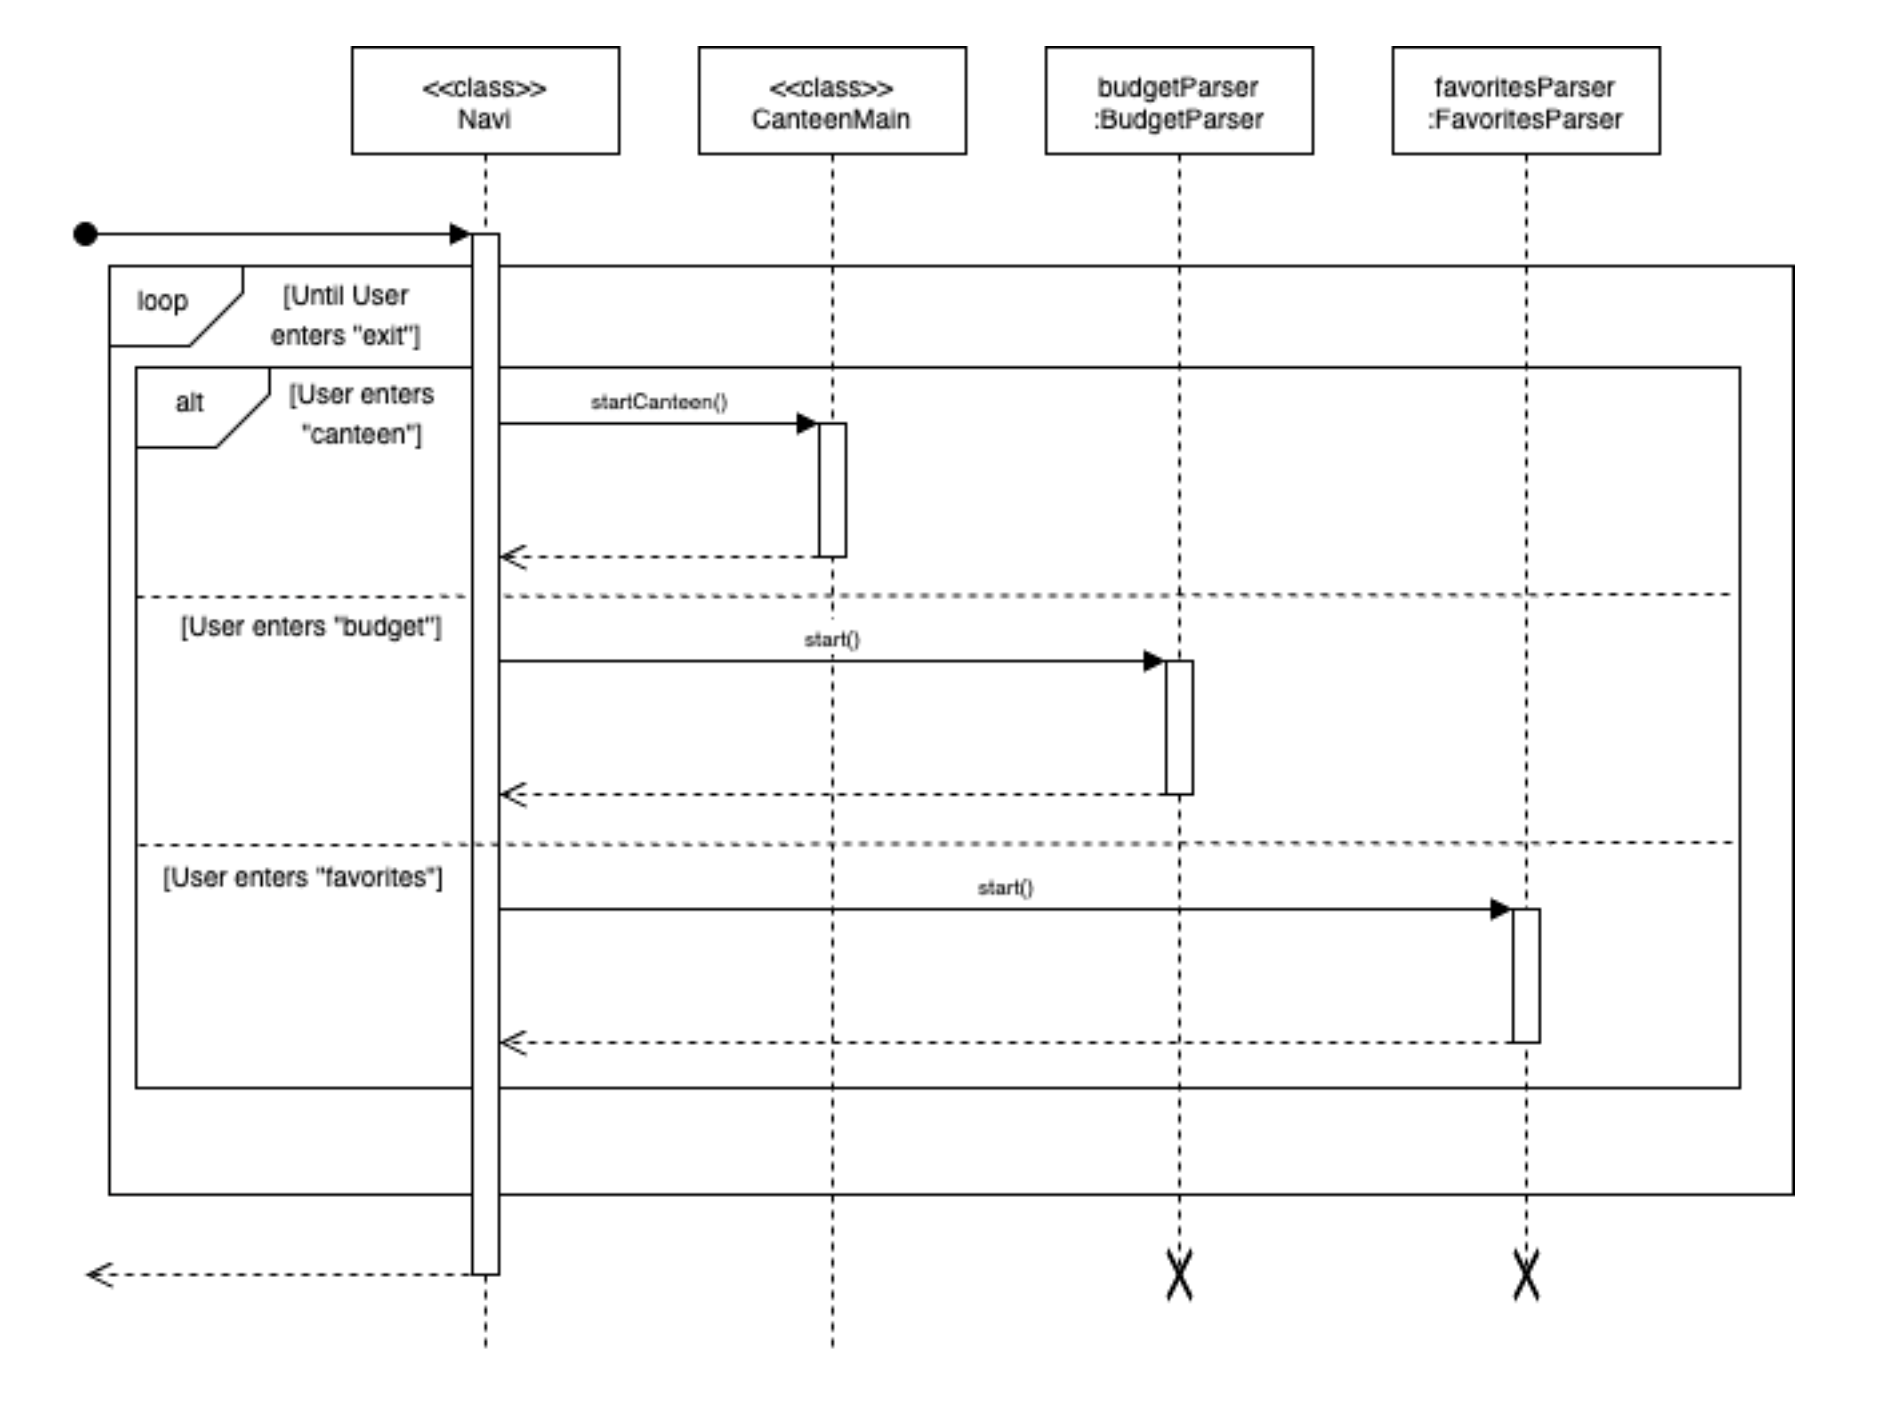 <<class>>
Navi
<<class>>
CanteenMain
budgetParser
:BudgetParser
favoritesParser
:FavoritesParser
loop
[Until User
enters "exit"]
alt
[User enters
"canteen"]
startCanteen()
[User enters "budget"]
start()
[User enters "favorites"]
start()